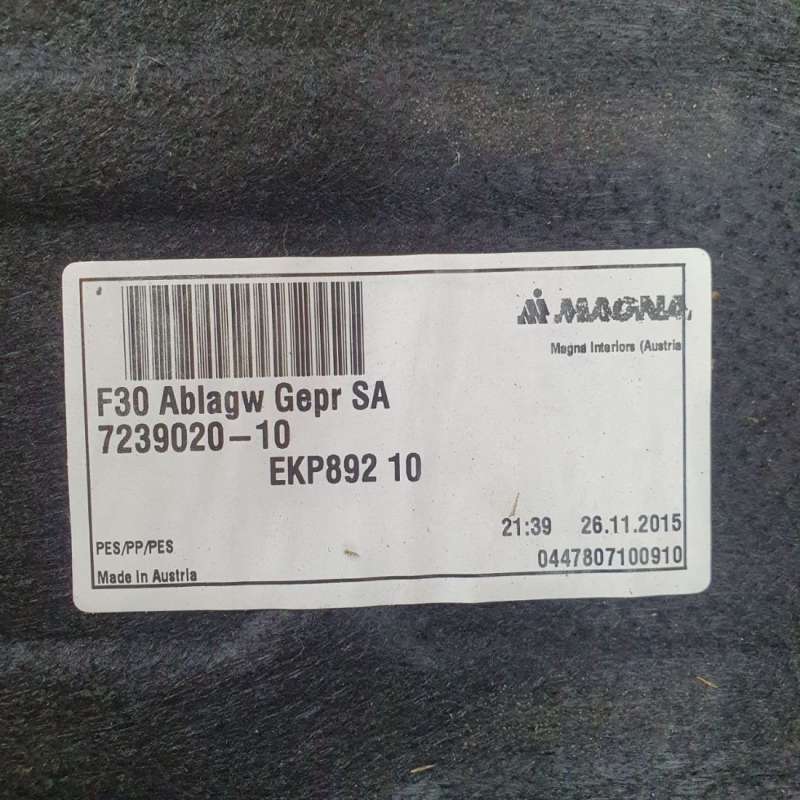 MAGNA
Magna Interiors (Austria
F30 Ablagw Gepr SA
7239020-10
EKP892 10
21:39 26.11.2015
PES/PP/PES
0447807100910
Made in Austria